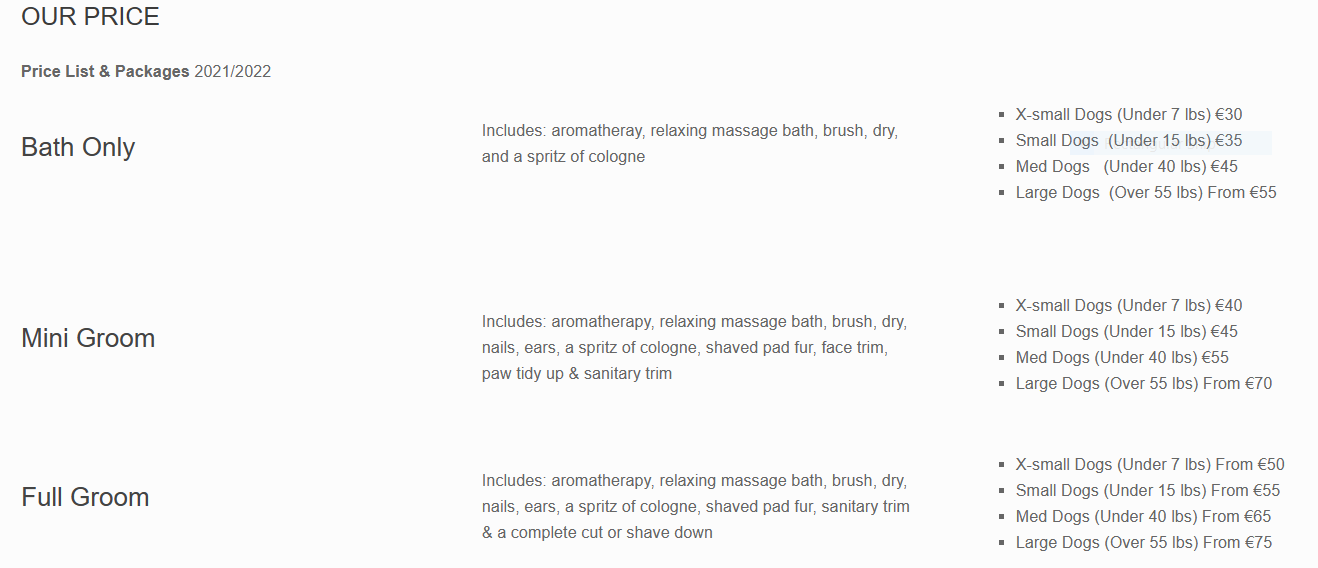 OUR PRICE
Price List & Packages 2021/2022
Bath Only
Includes: aromatheray, relaxing massage bath, brush, dry,
and a spritz of cologne
X-small Dogs (Under 7 lbs) €30
Small Dogs (Under 15 lbs) €35
Med Dogs (Under 40 lbs) €45
Large Dogs (Over 55 lbs) From €55
Mini Groom
Includes: aromatherapy, relaxing massage bath, brush, dry,
nails, ears, a spritz of cologne, shaved pad fur, face trim,
paw tidy up & sanitary trim
X-small Dogs (Under 7 lbs) €40
Small Dogs (Under 15 lbs) €45
Med Dogs (Under 40 lbs) €55
Large Dogs (Over 55 lbs) From €70
Full Groom
Includes: aromatherapy, relaxing massage bath, brush, dry,
nails, ears, a spritz of cologne, shaved pad fur, sanitary trim
& a complete cut or shave down
X-small Dogs (Under 7 lbs) From €50
Small Dogs (Under 15 lbs) From €55
Med Dogs (Under 40 lbs) From €65
Large Dogs (Over 55 lbs) From €75